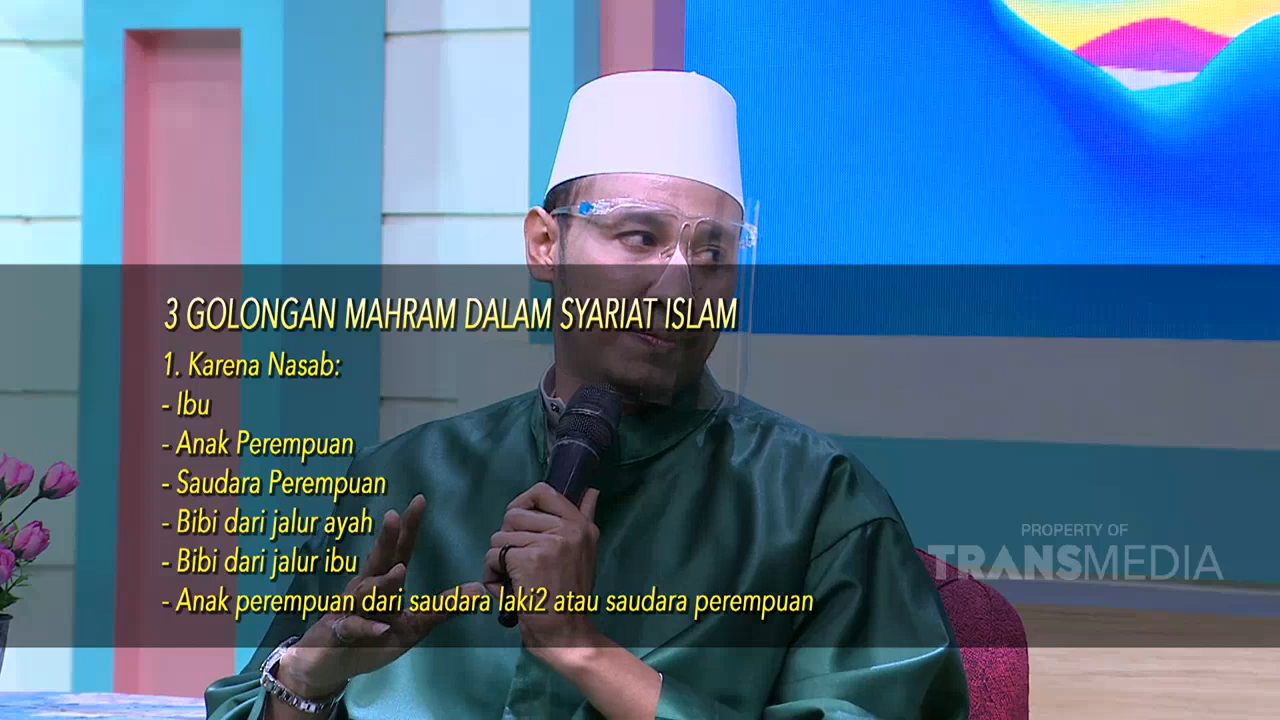 3 GOLONGAN MAHRAM DALAM SYARIAT ISLAM
1. Karena Nasab:
- Ibu
- Anak Perempuan
- Saudara Perempuan
- Bibi dari jalur ayah
- Bibi dari jalur ibu
- Anak perempuan dari saudara laki2 atau saudara perempuan
PROPERTY OF
TRANSMEDIA